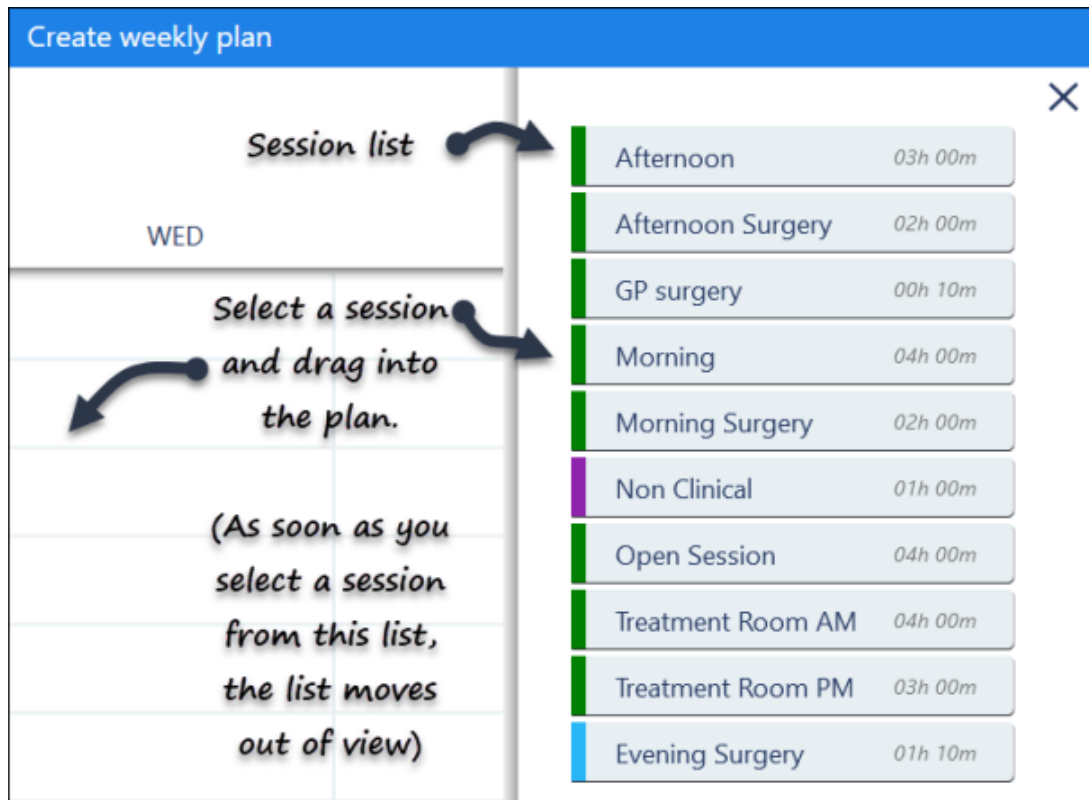 Create weekly plan
Session list
WED
Select a session
and drag into
the plan.
(As soon as you
select a session
from this list,
the list moves
out of view)
Afternoon 03h 00m
Afternoon Surgery 02h 00m
GP surgery 00h 10m
Morning 04h 00m
Morning Surgery 02h 00m
Non Clinical 01h 00m
Open Session 04h 00m
Treatment Room AM 04h 00m
Treatment Room PM 03h 00m
Evening Surgery 01h 10m